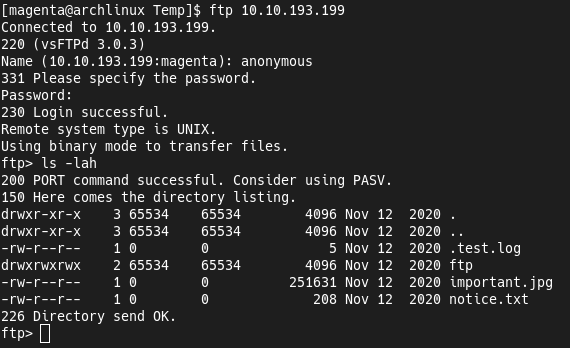 [magenta@archlinux Temp]$ ftp 10.10.193.199
Connected to 10.10.193.199.
220 (vsFTPd 3.0.3)
Name (10.10.193.199:magenta): anonymous
331 Please specify the password.
Password:
230 Login successful.
Remote system type is UNIX.
Using binary mode to transfer files.
ftp> ls -lah
200 PORT command successful. Consider using PASV.
150 Here comes the directory listing.
drwxr-xr-x    3 65534    65534        4096 Nov 12  2020 .
drwxr-xr-x    3 65534    65534        4096 Nov 12  2020 ..
-rw-r--r--    1 0        0               5 Nov 12  2020 .test.log
drwxrwxrwx    2 65534    65534        4096 Nov 12  2020 ftp
-rw-r--r--    1 0        0          251631 Nov 12  2020 important.jpg
-rw-r--r--    1 0        0             208 Nov 12  2020 notice.txt
226 Directory send OK.
ftp>